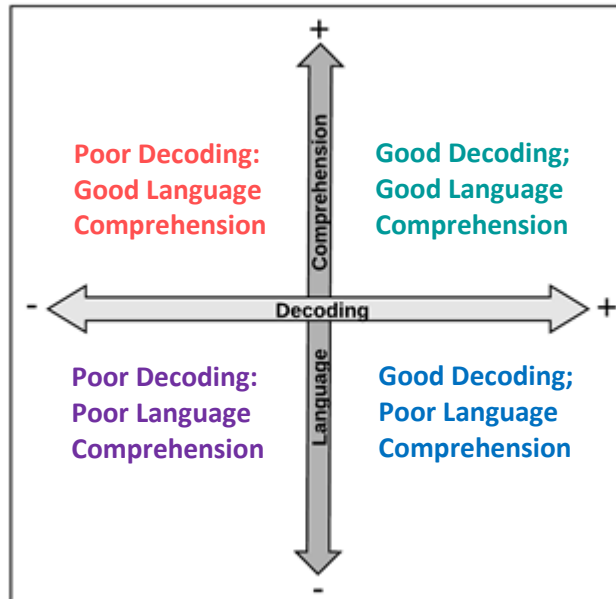 +
Poor Decoding:
Good Language
Comprehension
Good Decoding;
Good Language
Comprehension
Comprehension
- Decoding +
Language
Poor Decoding:
Poor Language
Comprehension
Good Decoding;
Poor Language
Comprehension
-